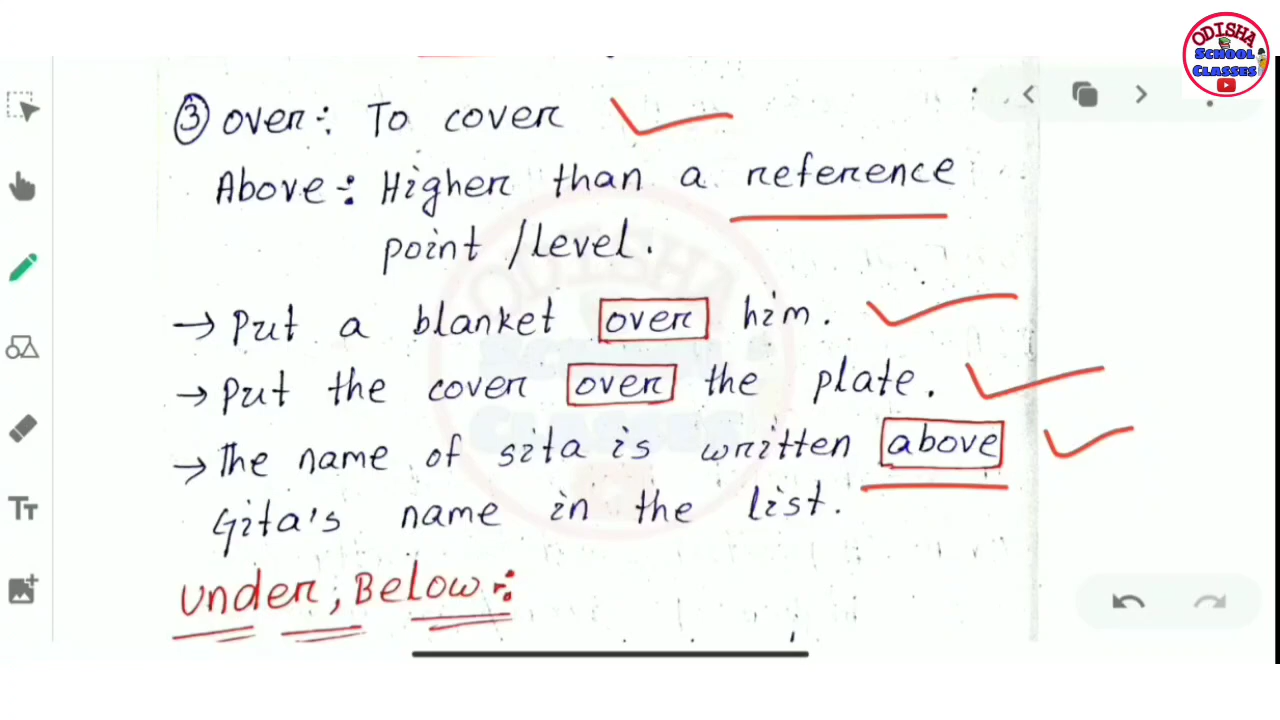 ODISHA
SCHOOL
CLASSES
③ over:- To cover
Above:- Higher than a reference
point /level.
→ Put a blanket over him.
→ Put the cover over the plate.
→ The name of sita is written above
Gita's name in the list.
Under, Below:-
TT